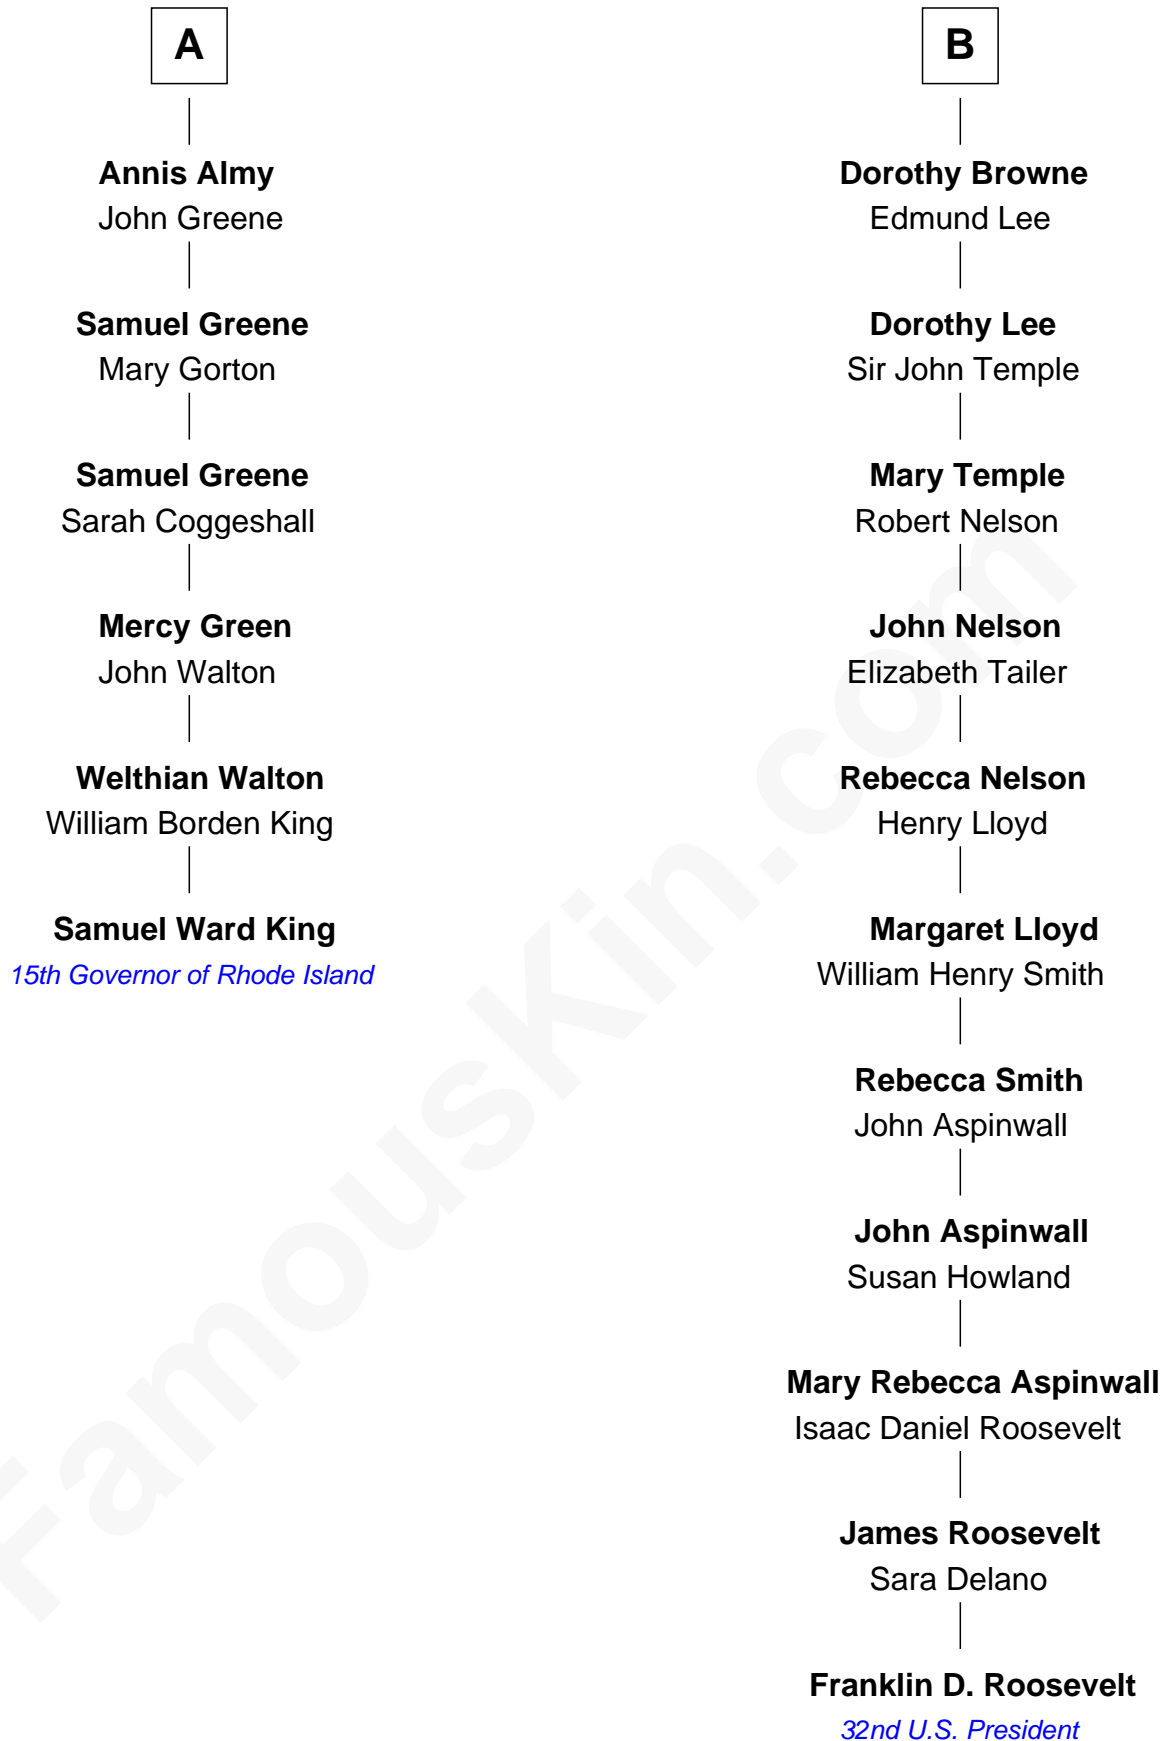 A
Annis Almy
John Greene
Samuel Greene
Mary Gorton
Samuel Greene
Sarah Coggeshall
Mercy Green
John Walton
Welthian Walton
William Borden King
Samuel Ward King
15th Governor of Rhode Island
B
Dorothy Browne
Edmund Lee
Dorothy Lee
Sir John Temple
Mary Temple
Robert Nelson
John Nelson
Elizabeth Tailer
Rebecca Nelson
Henry Lloyd
Margaret Lloyd
William Henry Smith
Rebecca Smith
John Aspinwall
John Aspinwall
Susan Howland
Mary Rebecca Aspinwall
Isaac Daniel Roosevelt
James Roosevelt
Sara Delano
Franklin D. Roosevelt
32nd U.S. President
FamousKin.com